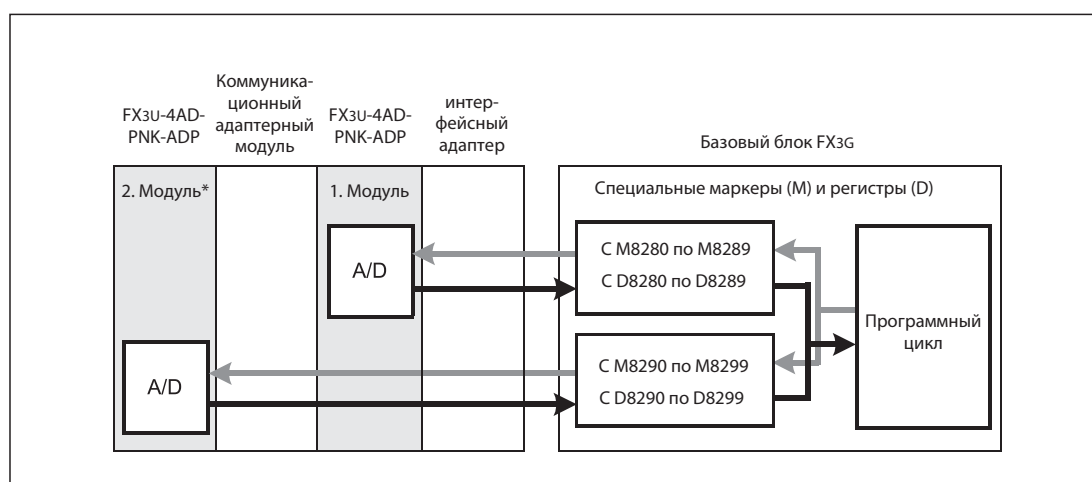 FX3U-4AD-
PNK-ADP
Коммуника-
ционный
адаптерный
модуль
FX3U-4AD-
PNK-ADP
интер-
фейсный
адаптер
Базовый блок FX3G
2. Модуль*
1. Модуль
Специальные маркеры (M) и регистры (D)
A/D
С M8280 по M8289
С D8280 по D8289
Программный
цикл
A/D
С M8290 по M8299
С D8290 по D8299